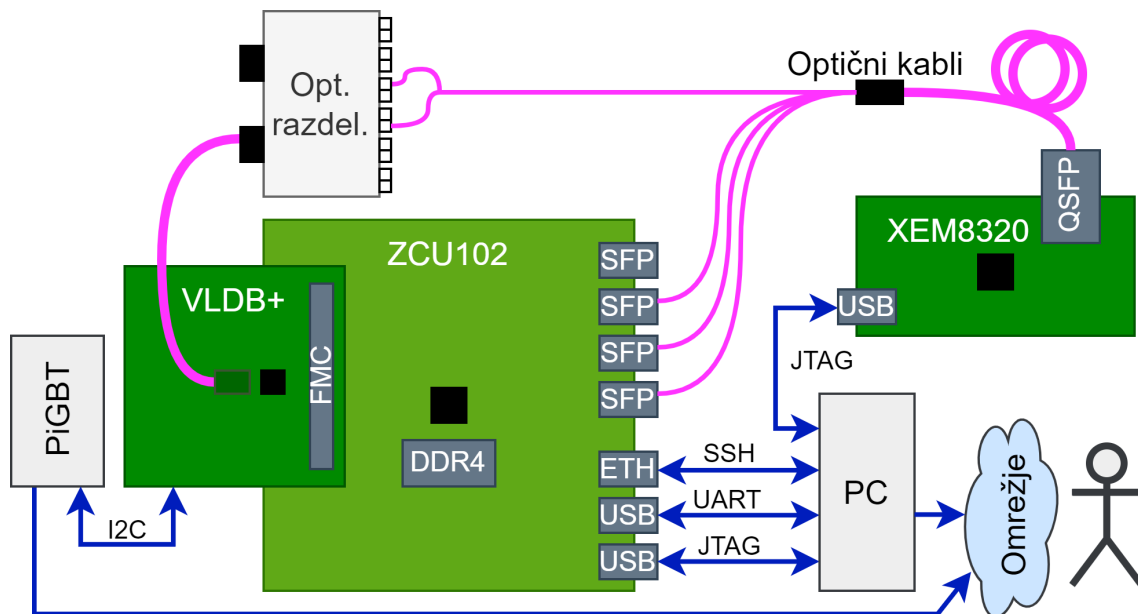 Opt.
razdel.
Optični kabli
QSFP
XEM8320
USB
JTAG
ZCU102
SFP
SFP
SFP
SFP
VLDB+
FMC
PiGBT
I2C
DDR4
ETH
USB
USB
SSH
UART
JTAG
PC
Omrežje